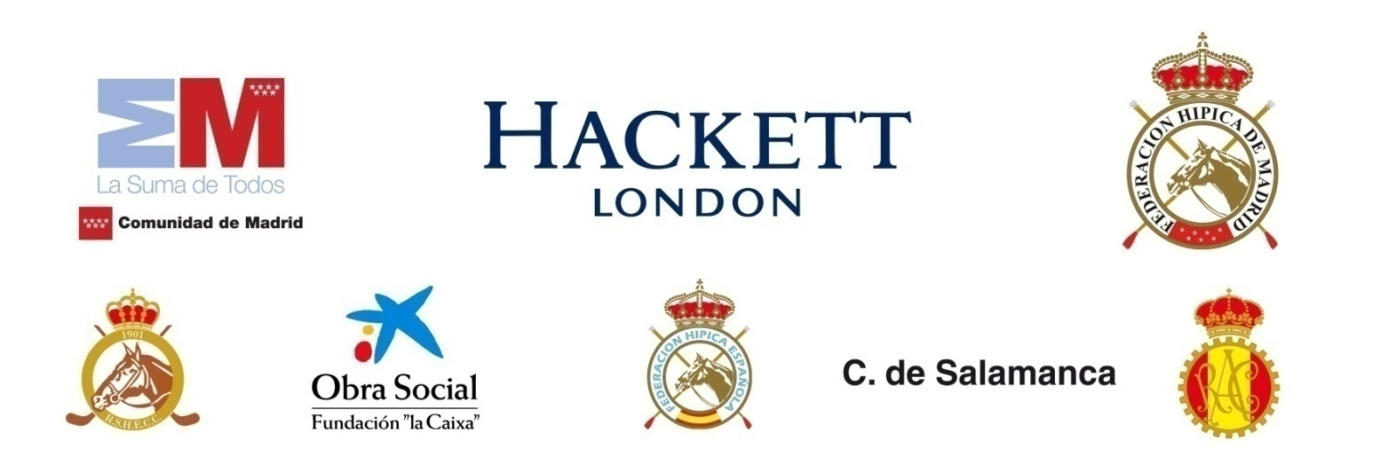 EM
La Suma de Todos
Comunidad de Madrid
HACKETT
LONDON
FEDERACION HIPICA DE MADRID
1901
R.S.H.E.C.C.
Obra Social
Fundación "la Caixa"
FEDERACION HIPICA ESPAÑOLA
C. de Salamanca
RAC